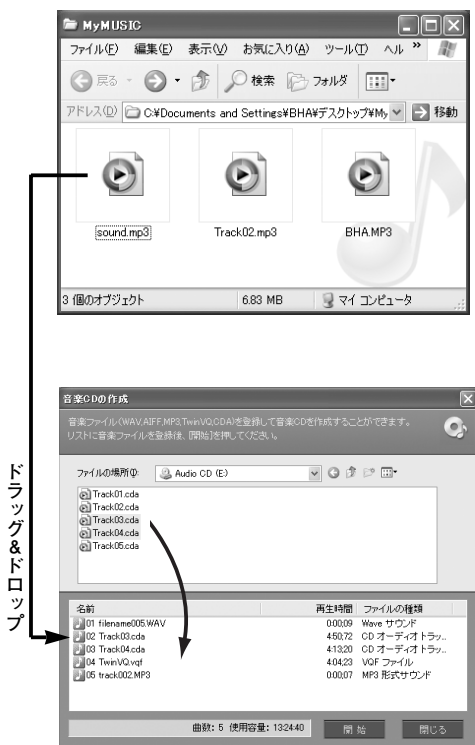 MyMUSIC
ファイル(F) 編集(E) 表示(V) お気に入り(A) ツール(T) ヘル »
戻る 検索 フォルダ
アドレス(D) C:¥Documents and Settings¥BHA¥デスクトップ¥My 移動
sound.mp3 Track02.mp3 BHA.MP3
3 個のオブジェクト 6.83 MB マイ コンピュータ
ドラッグ&ドロップ
音楽CDの作成
音楽ファイル(WAV,AIFF,MP3,TwinVQ,CDA)を登録して音楽CDを作成することができます。
リストに音楽ファイルを登録後、[開始]を押してください。
ファイルの場所(I): Audio CD (E:)
Track01.cda
Track02.cda
Track03.cda
Track04.cda
Track05.cda
名前 再生時間 ファイルの種類
01 filename005.WAV 0:00;09 Wave サウンド
02 Track03.cda 4:50;72 CD オーディオ トラッ...
03 Track04.cda 4:13;20 CD オーディオ トラッ...
04 TwinVQ.vqf 4:04;23 VQF ファイル
05 track002.MP3 0:00;07 MP3 形式サウンド
曲数: 5 使用容量: 13:24:40 開 始 閉じる